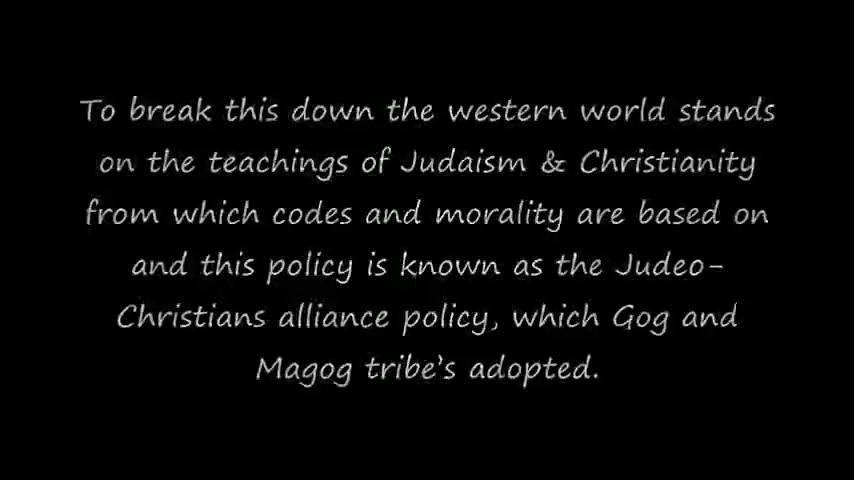 To break this down the western world stands
on the teachings of Judaism & Christianity
from which codes and morality are based on
and this policy is known as the Judeo-
Christians alliance policy, which Gog and
Magog tribe's adopted.